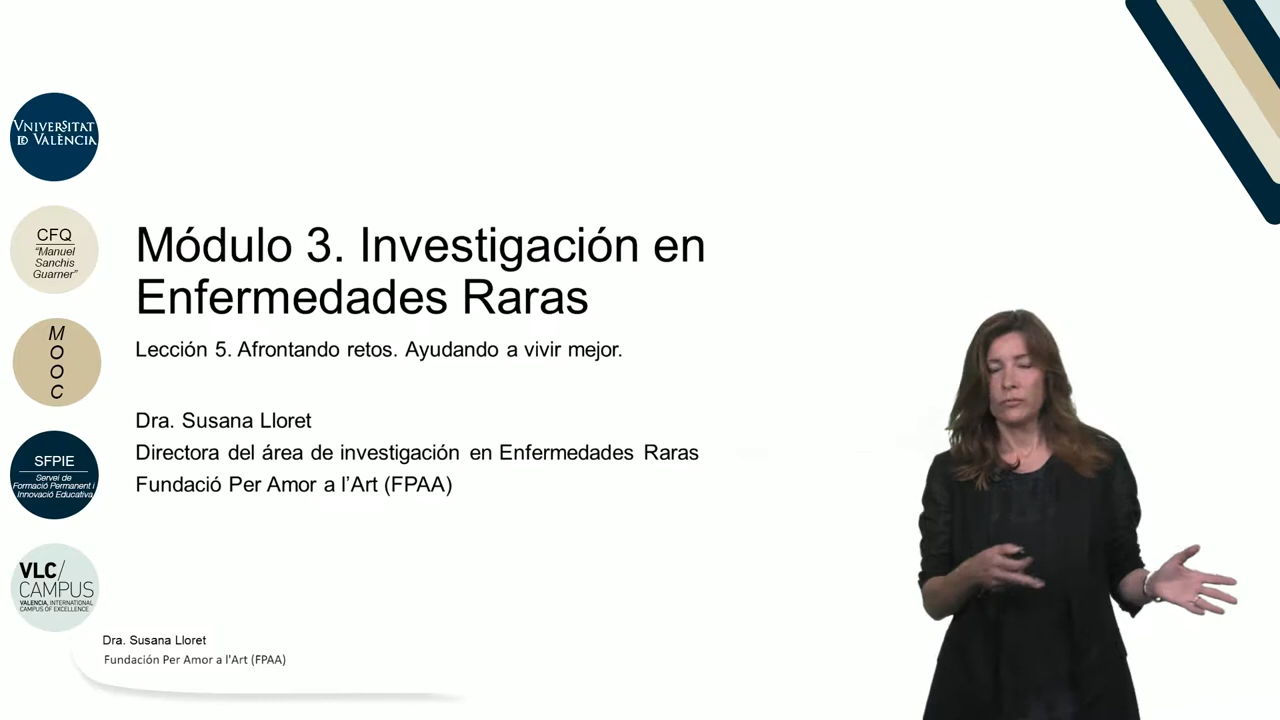 VNIVERSITAT
ID VALÈNCIA
CFQ
“Manuel
Sanchis
Guarner”
M
O
O
C
SFPIE
Servei de
Formació Permanent i
Innovació Educativa
VLC/
CAMPUS
VALENCIA, INTERNATIONAL
CAMPUS OF EXCELLENCE
Módulo 3. Investigación en
Enfermedades Raras
Lección 5. Afrontando retos. Ayudando a vivir mejor.
Dra. Susana Lloret
Directora del área de investigación en Enfermedades Raras
Fundació Per Amor a l’Art (FPAA)
Dra. Susana Lloret
Fundación Per Amor a l'Art (FPAA)